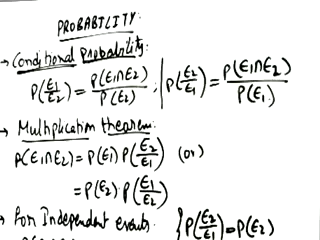 PROBABILITY:
→ Conditional Probability:
P(E1/E2) = P(E1∩E2)/P(E2) ; | P(E2/E1) = P(E1∩E2)/P(E1)
→ Multiplication theorem:
P(E1∩E2) = P(E1) P(E2/E1) (or)
= P(E2).P(E1/E2)
→ For Independent events: {P(E2/E1) = P(E2)